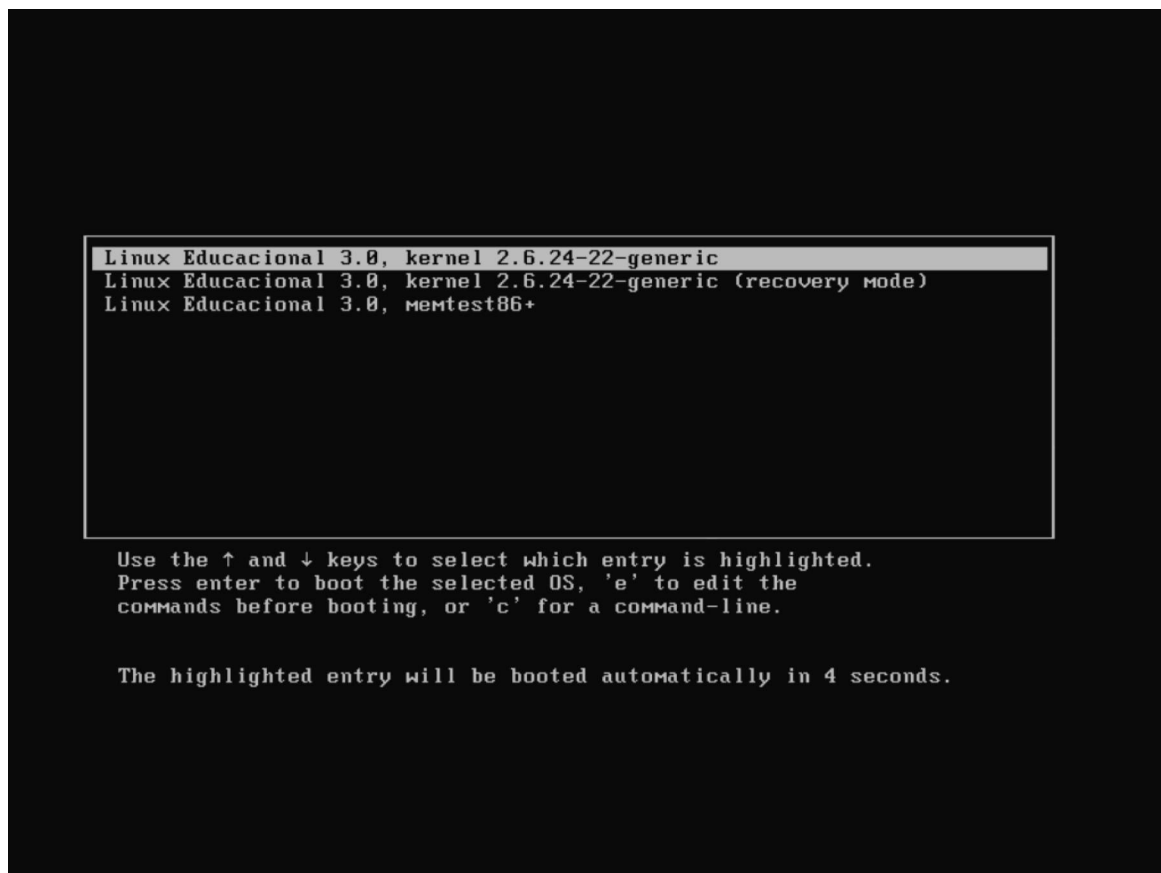 Linux Educacional 3.0, kernel 2.6.24-22-generic
Linux Educacional 3.0, kernel 2.6.24-22-generic (recovery mode)
Linux Educacional 3.0, memtest86+
Use the ↑ and ↓ keys to select which entry is highlighted.
Press enter to boot the selected OS, 'e' to edit the
commands before booting, or 'c' for a command-line.
The highlighted entry will be booted automatically in 4 seconds.